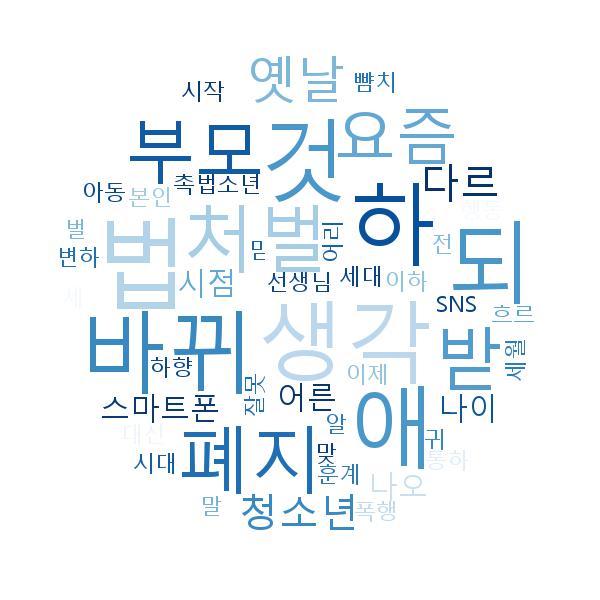 옛날
뺨치
시작
부모
것
요즘
아동
본인
촉법소년
하
다르
법
처벌
벌
변하
믿
어리
전
되
시점
선생님
세대
이하
세
SNS
흐르
바뀌
생각
받
세월
하향
이제
스마트폰
잘못
어른
애
나이
대신
알
귀
시대
폐지
맞
훈계
통하
나오
말
청소년
폭행
행동